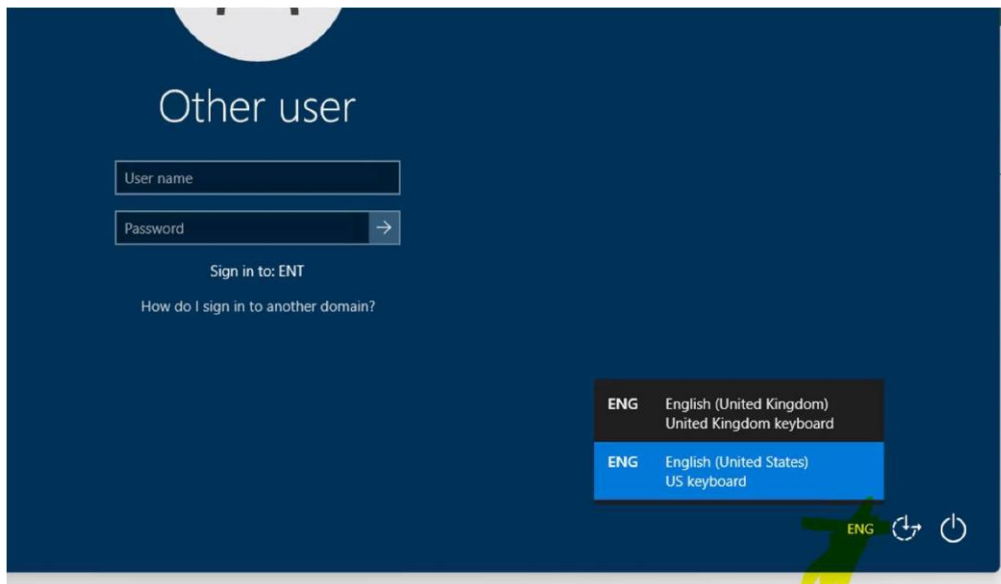 Other user
User name
Password
Sign in to: ENT
How do I sign in to another domain?
ENG English (United Kingdom)
United Kingdom keyboard
ENG English (United States)
US keyboard
ENG